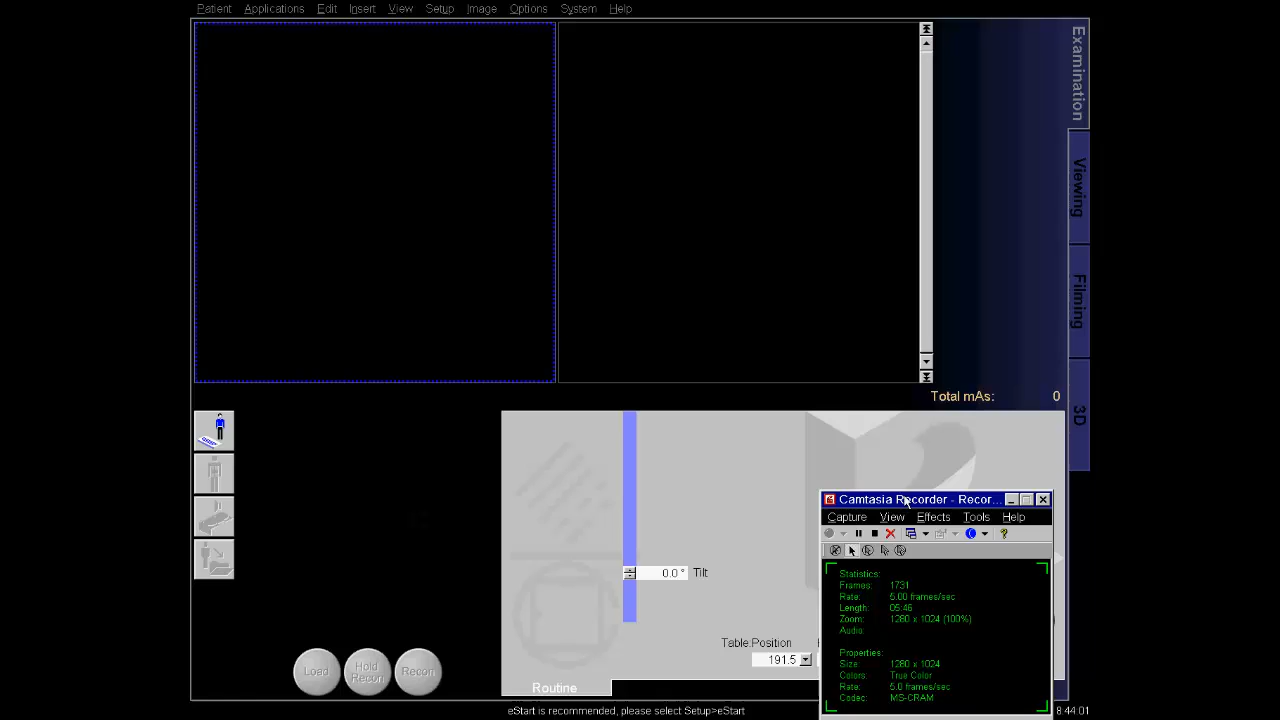 Patient Applications Edit Insert View Setup Image Options System Help
Examination
Viewing
Filming
3D
Total mAs: 0
0.0 ° Tilt
Table Position
191.5
Load
Hold
Recon
Recon
Routine
eStart is recommended, please select Setup>eStart
8:44:01
Camtasia Recorder - Recor...
Capture View Effects Tools Help
Statistics:
Frames: 1731
Rate: 5.00 frames/sec
Length: 05:46
Zoom: 1280 x 1024 (100%)
Audio:
Properties:
Size: 1280 x 1024
Colors: True Color
Rate: 5.0 frames/sec
Codec: MS-CRAM